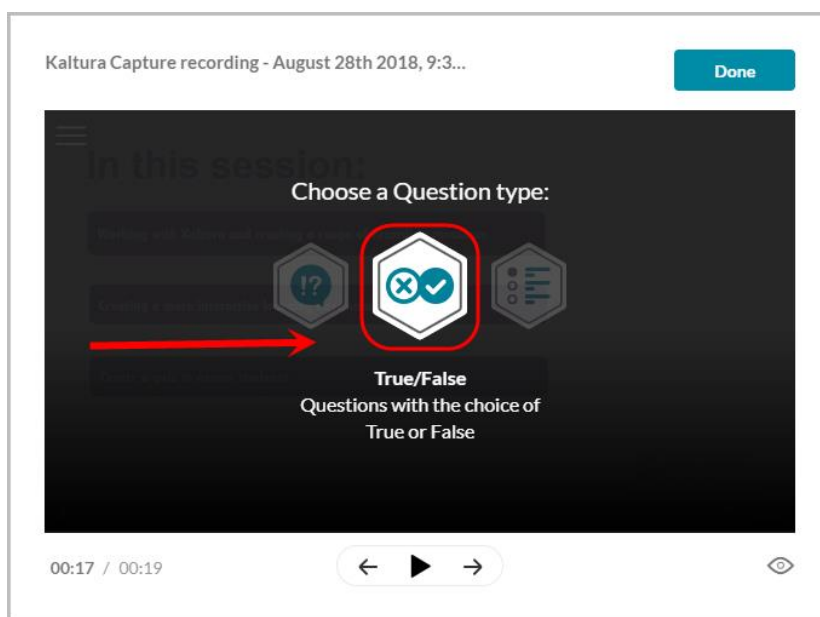 Kaltura Capture recording - August 28th 2018, 9:3...
Done
In this session:
Choose a Question type:
!?
True/False
Questions with the choice of
True or False
00:17 / 00:19